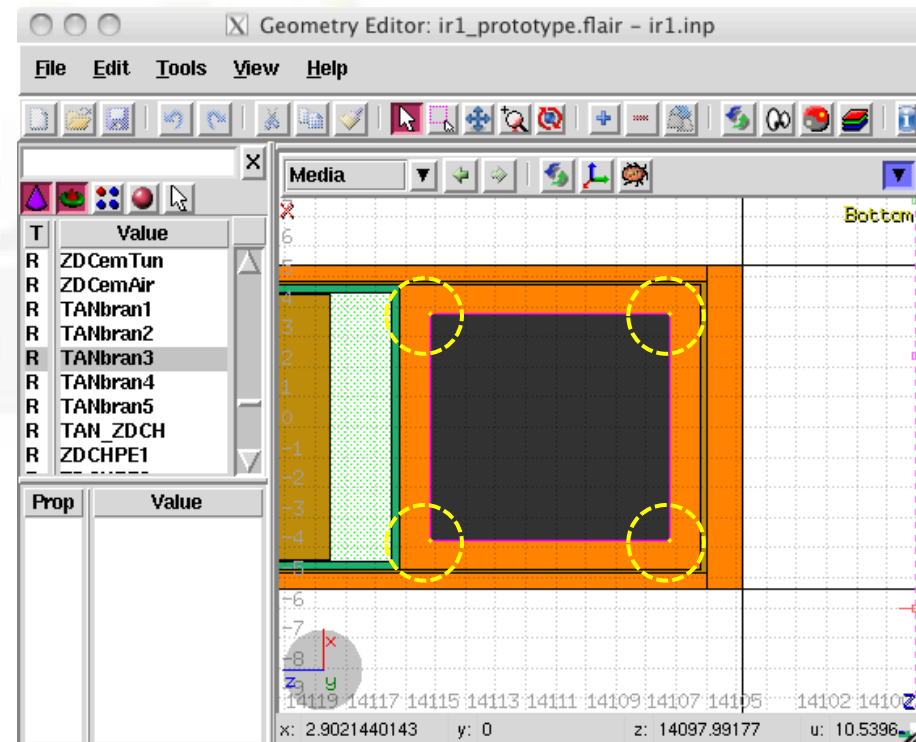 X Geometry Editor: ir1_prototype.flair – ir1.inp
File Edit Tools View Help
X
Media
T Value
R ZDCemTun
R ZDCemAir
R TANbran1
R TANbran2
R TANbran3
R TANbran4
R TANbran5
R TAN_ZDCH
R ZDCHPE1
Prop Value
Bottom
6
5
4
3
2
1
0
-1
-2
-3
-4
-5
-6
-7
-8
x
z y
14119 14117 14115 14113 14111 14109 14107 14105 14102
x: 2.9021440143 y: 0 z: 14097.99177 u: 10.5396